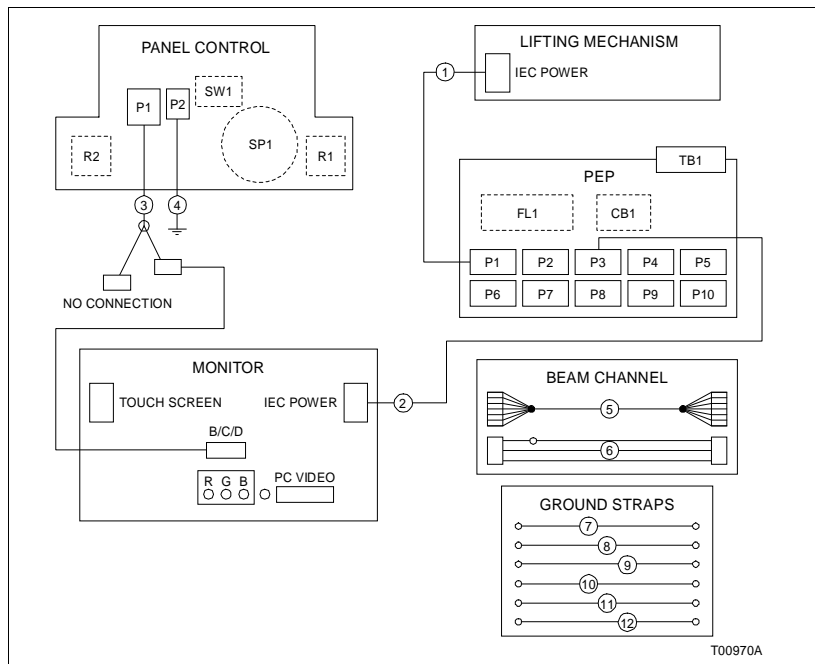 PANEL CONTROL
P1
P2
SW1
SP1
R2
R1
3
4
NO CONNECTION
LIFTING MECHANISM
1
IEC POWER
TB1
PEP
FL1
CB1
P1 P2 P3 P4 P5
P6 P7 P8 P9 P10
MONITOR
TOUCH SCREEN
IEC POWER
2
B/C/D
R G B
PC VIDEO
BEAM CHANNEL
5
6
GROUND STRAPS
7
8
9
10
11
12
T00970A